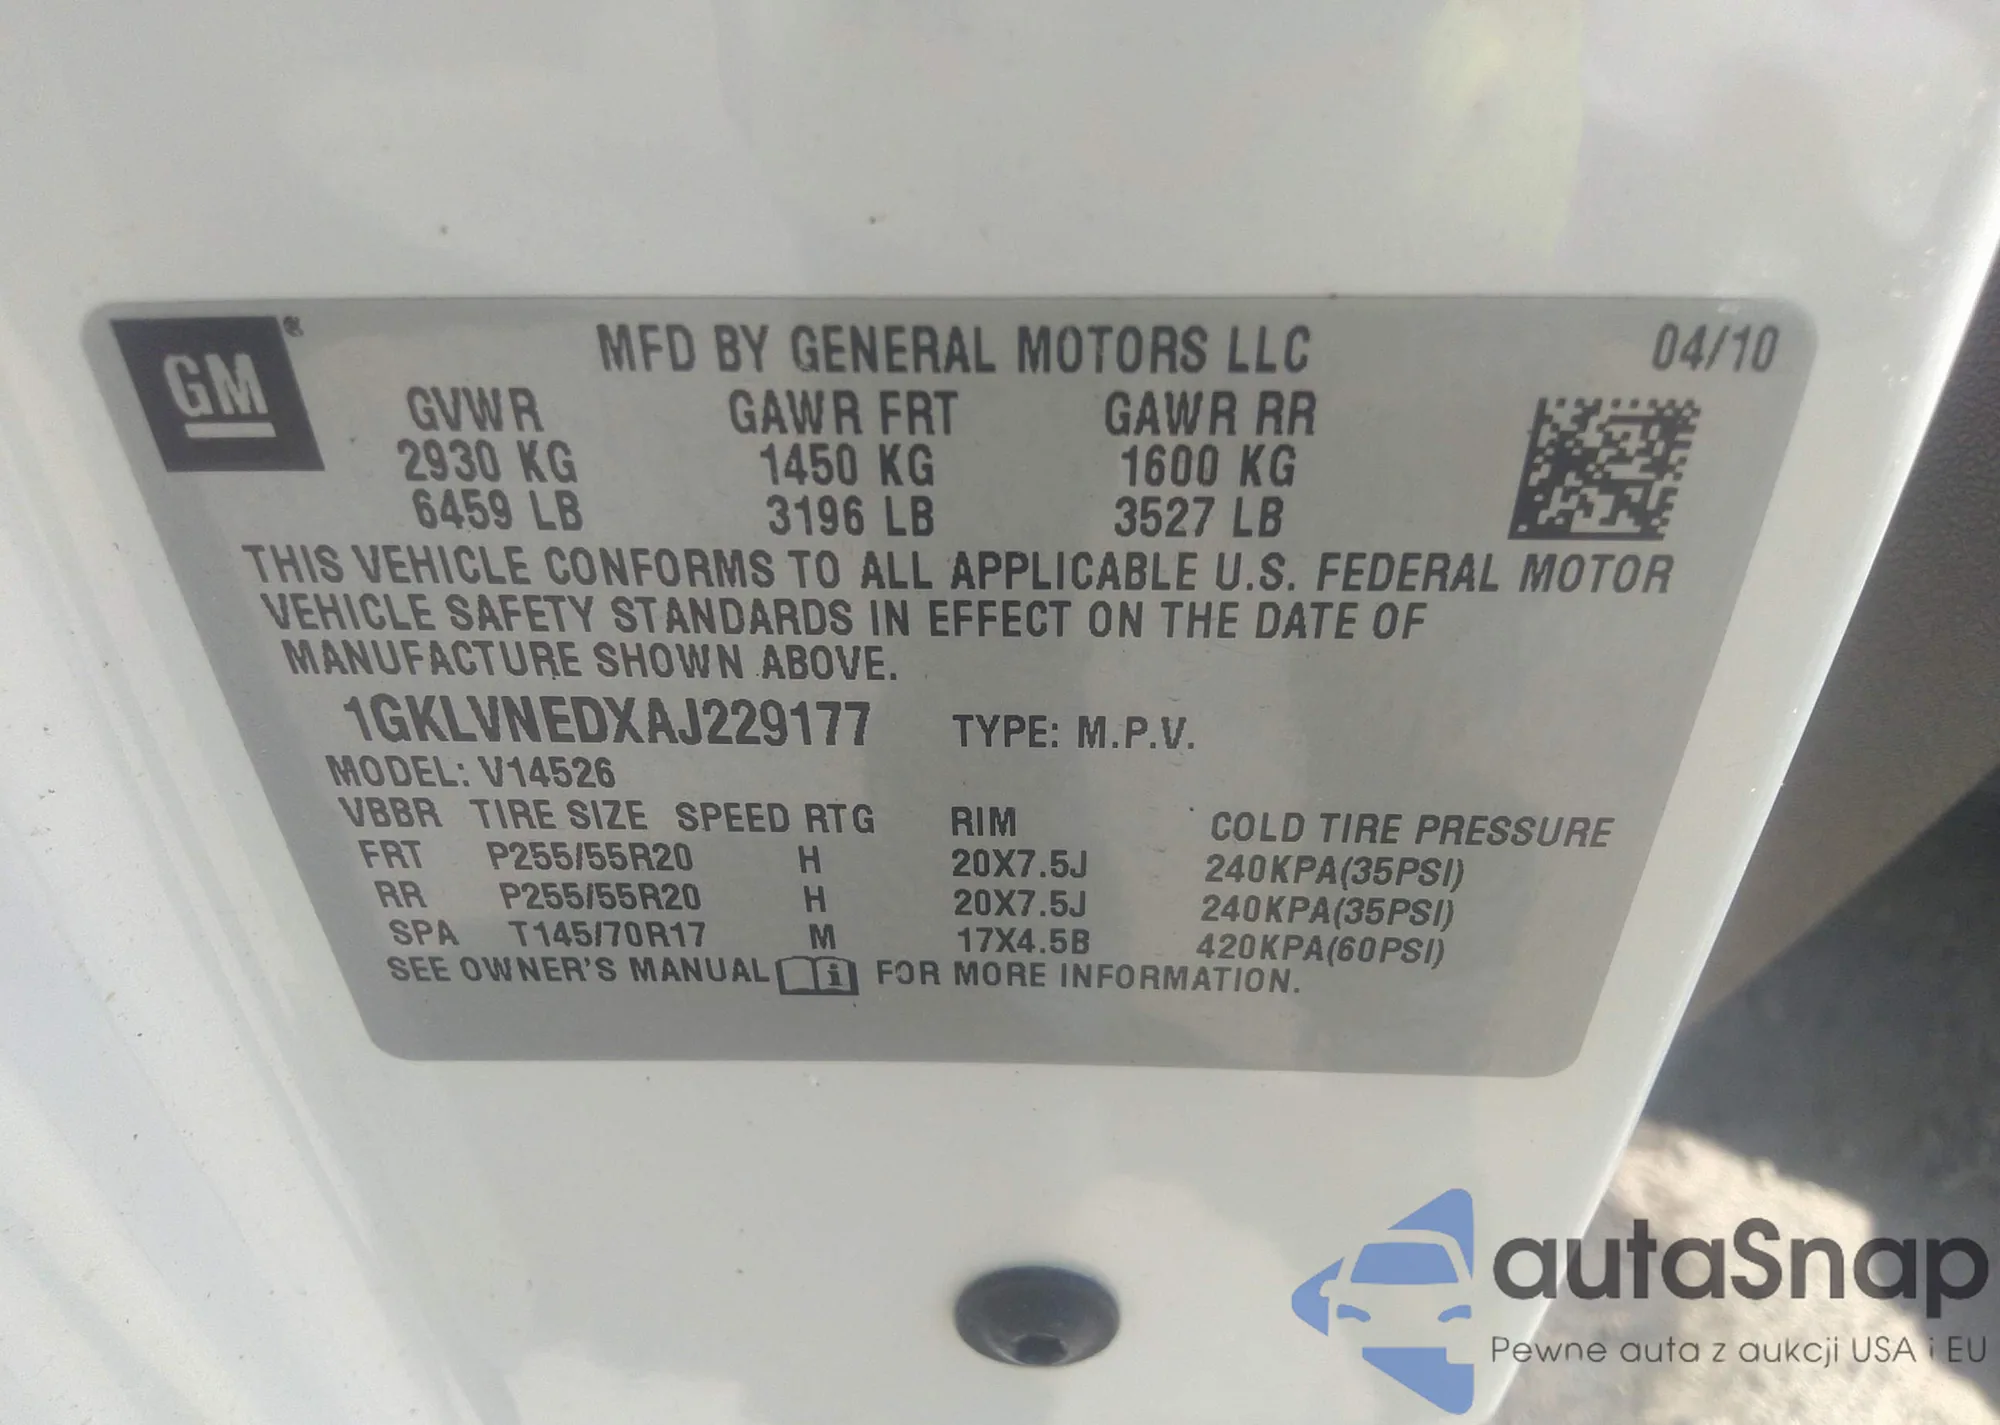 GM ®
MFD BY GENERAL MOTORS LLC 04/10
GVWR GAWR FRT GAWR RR
2930 KG 1450 KG 1600 KG
6459 LB 3196 LB 3527 LB
THIS VEHICLE CONFORMS TO ALL APPLICABLE U.S. FEDERAL MOTOR
VEHICLE SAFETY STANDARDS IN EFFECT ON THE DATE OF
MANUFACTURE SHOWN ABOVE.
1GKLVNEDXAJ229177 TYPE: M.P.V.
MODEL: V14526
VBBR TIRE SIZE SPEED RTG RIM COLD TIRE PRESSURE
FRT P255/55R20 H 20X7.5J 240KPA(35PSI)
RR P255/55R20 H 20X7.5J 240KPA(35PSI)
SPA T145/70R17 M 17X4.5B 420KPA(60PSI)
SEE OWNER'S MANUAL i FOR MORE INFORMATION.
autaSnap
Pewne auta z aukcji USA i EU